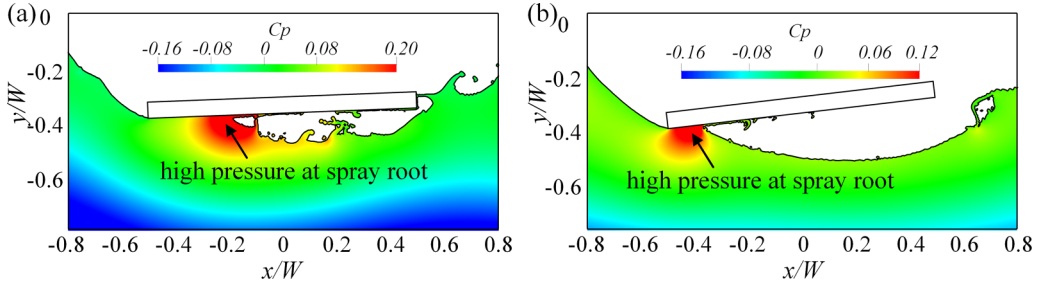 (a)
0
-0.2
-0.4
-0.6
y/W
Cp
-0.16 -0.08 0 0.08 0.20
high pressure at spray root
-0.8 -0.6 -0.4 -0.2 0 0.2 0.4 0.6 0.8
x/W
(b)
0
-0.2
-0.4
-0.6
y/W
Cp
-0.16 -0.08 0 0.06 0.12
high pressure at spray root
-0.8 -0.6 -0.4 -0.2 0 0.2 0.4 0.6 0.8
x/W